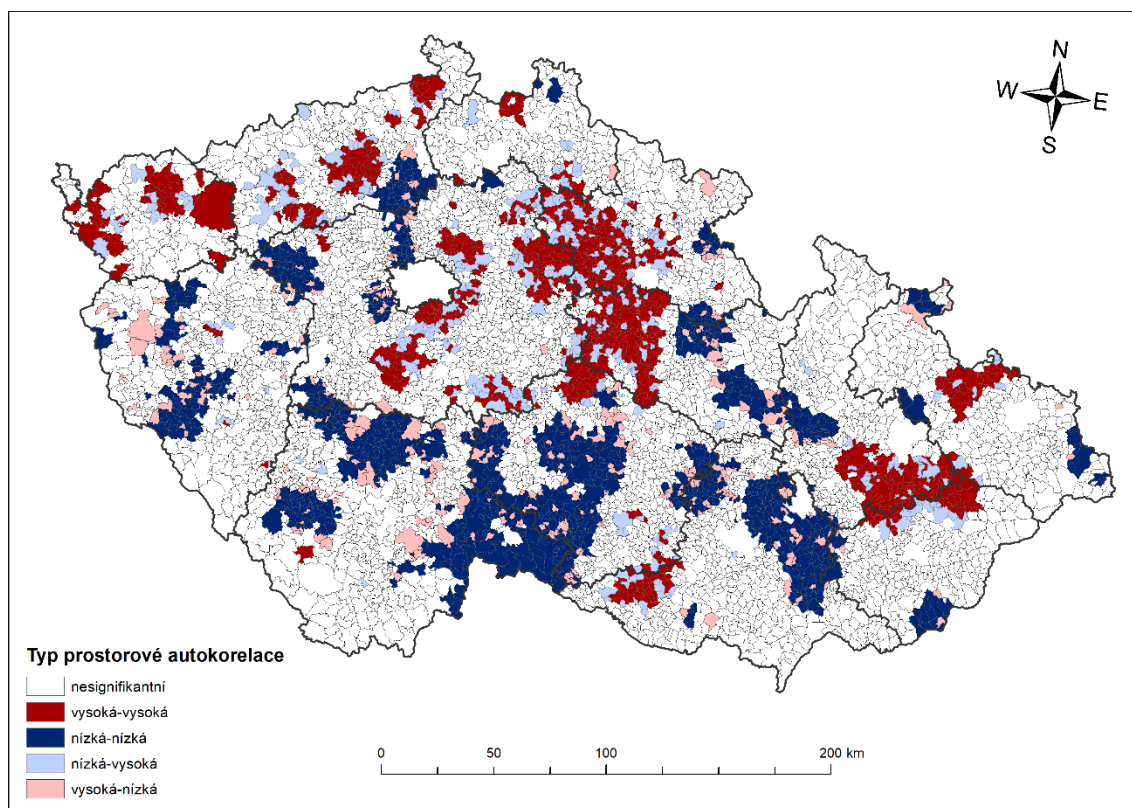 N
W E
S
Typ prostorové autokorelace
nesignifikantní
vysoká-vysoká
nízká-nízká
nízká-vysoká
vysoká-nízká
0 50 100 200 km